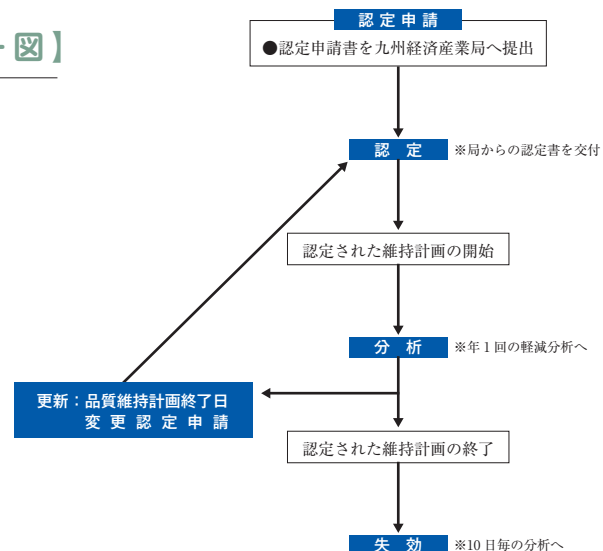 図】
認定申請
●認定申請書を九州経済産業局へ提出
認定 ※局からの認定書を交付
認定された維持計画の開始
分析 ※年1回の軽減分析へ
更新：品質維持計画終了日
変更認定申請
認定された維持計画の終了
失効 ※10日毎の分析へ